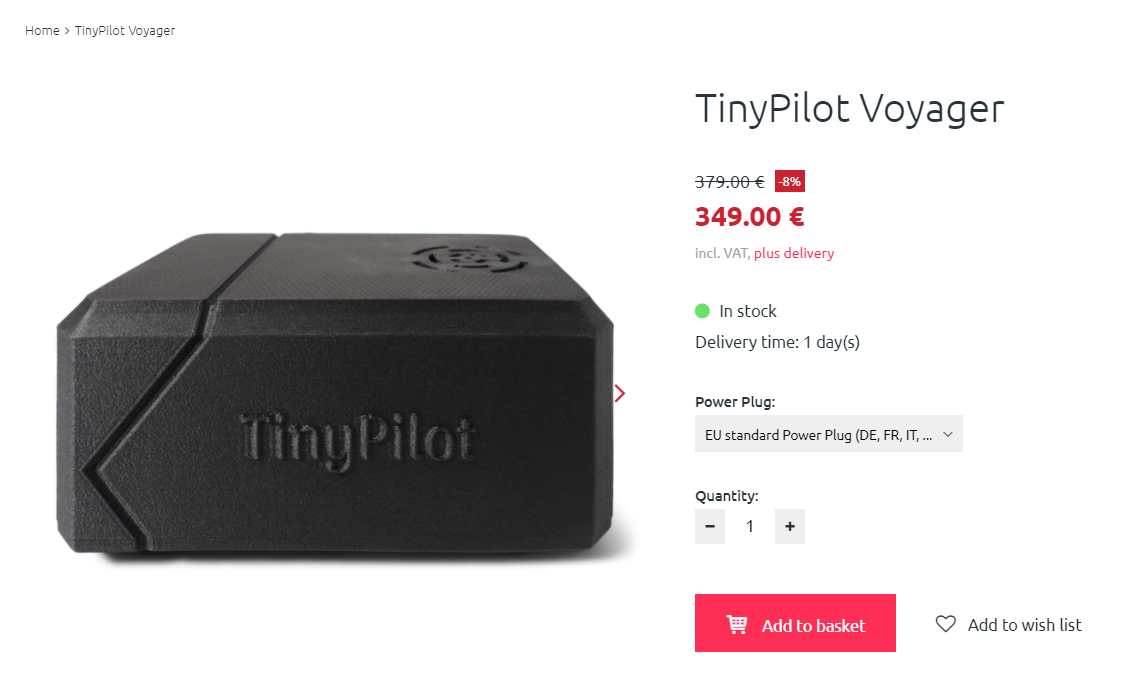 Home > TinyPilot Voyager
TinyPilot Voyager
379.00 € -8%
349.00 €
incl. VAT, plus delivery
In stock
Delivery time: 1 day(s)
Power Plug:
EU standard Power Plug (DE, FR, IT, ...
TinyPilot
Quantity:
− 1 +
Add to basket
Add to wish list